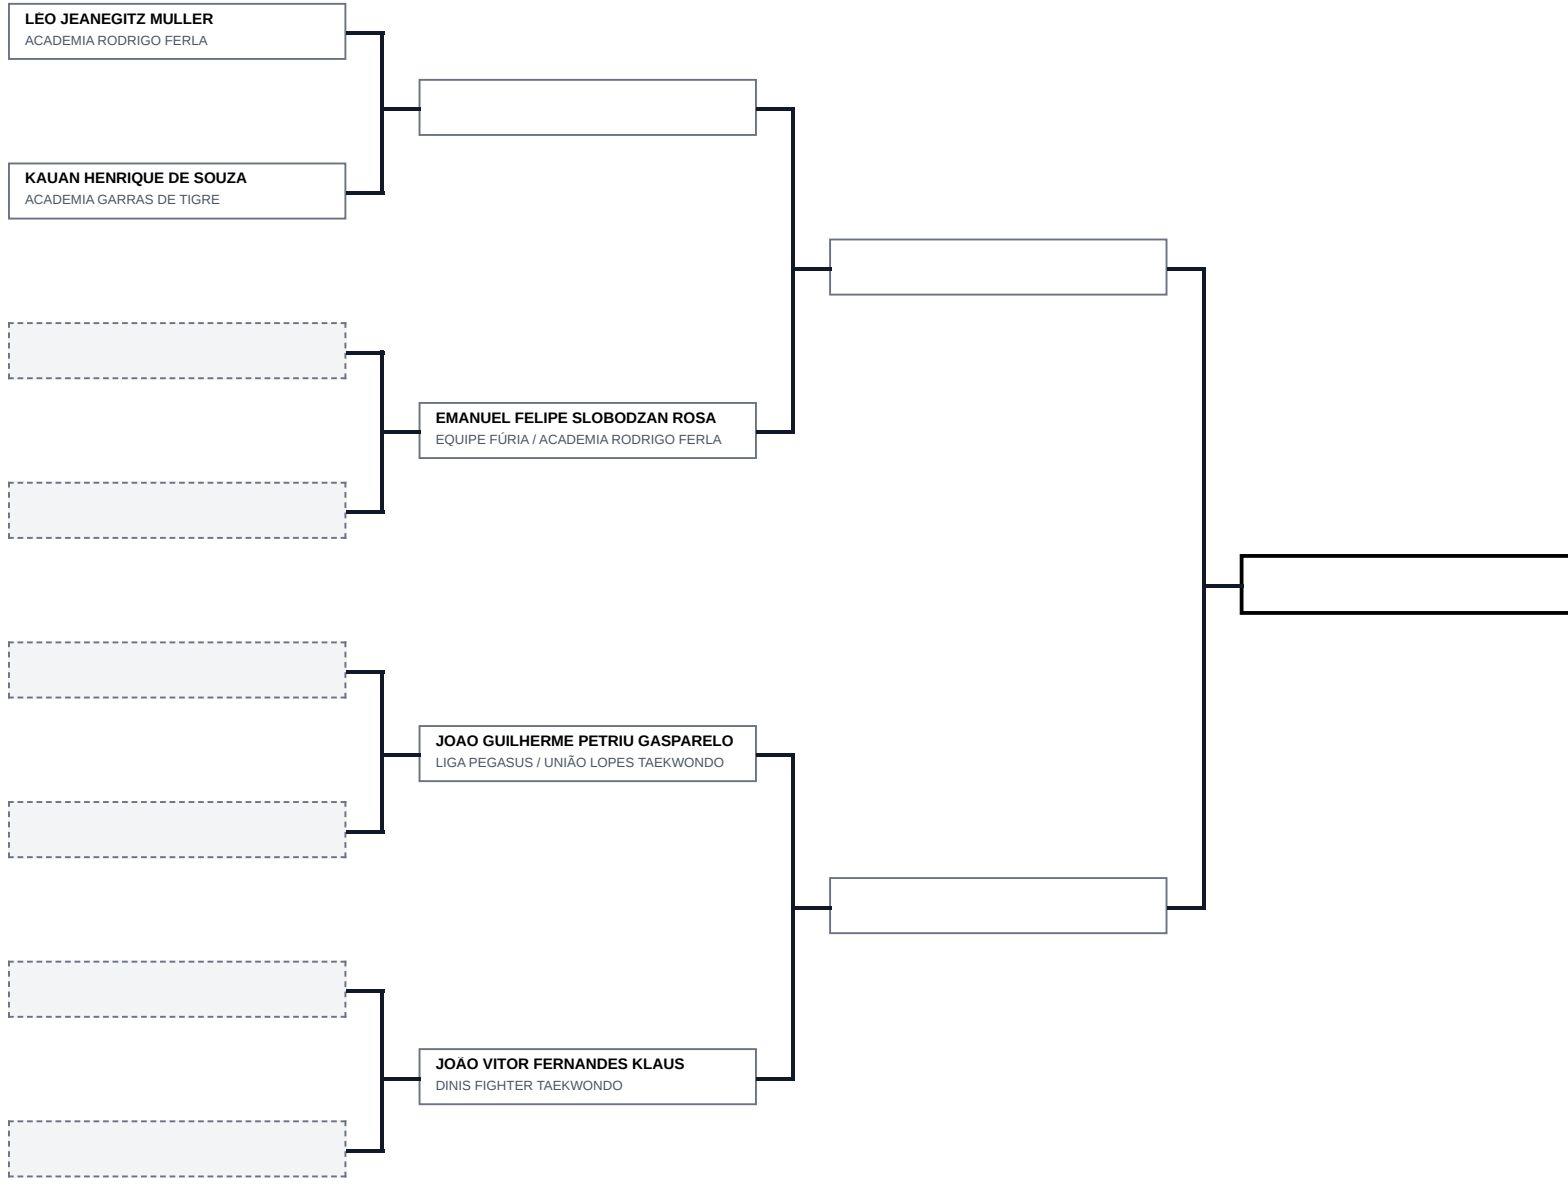 LÉO JEANEGITZ MULLER
ACADEMIA RODRIGO FERLA
KAUAN HENRIQUE DE SOUZA
ACADEMIA GARRAS DE TIGRE
EMANUEL FELIPE SLOBODZAN ROSA
EQUIPE FÚRIA / ACADEMIA RODRIGO FERLA
JOAO GUILHERME PETRIU GASPARELO
LIGA PEGASUS / UNIÃO LOPES TAEKWONDO
JOÃO VITOR FERNANDES KLAUS
DINIS FIGHTER TAEKWONDO